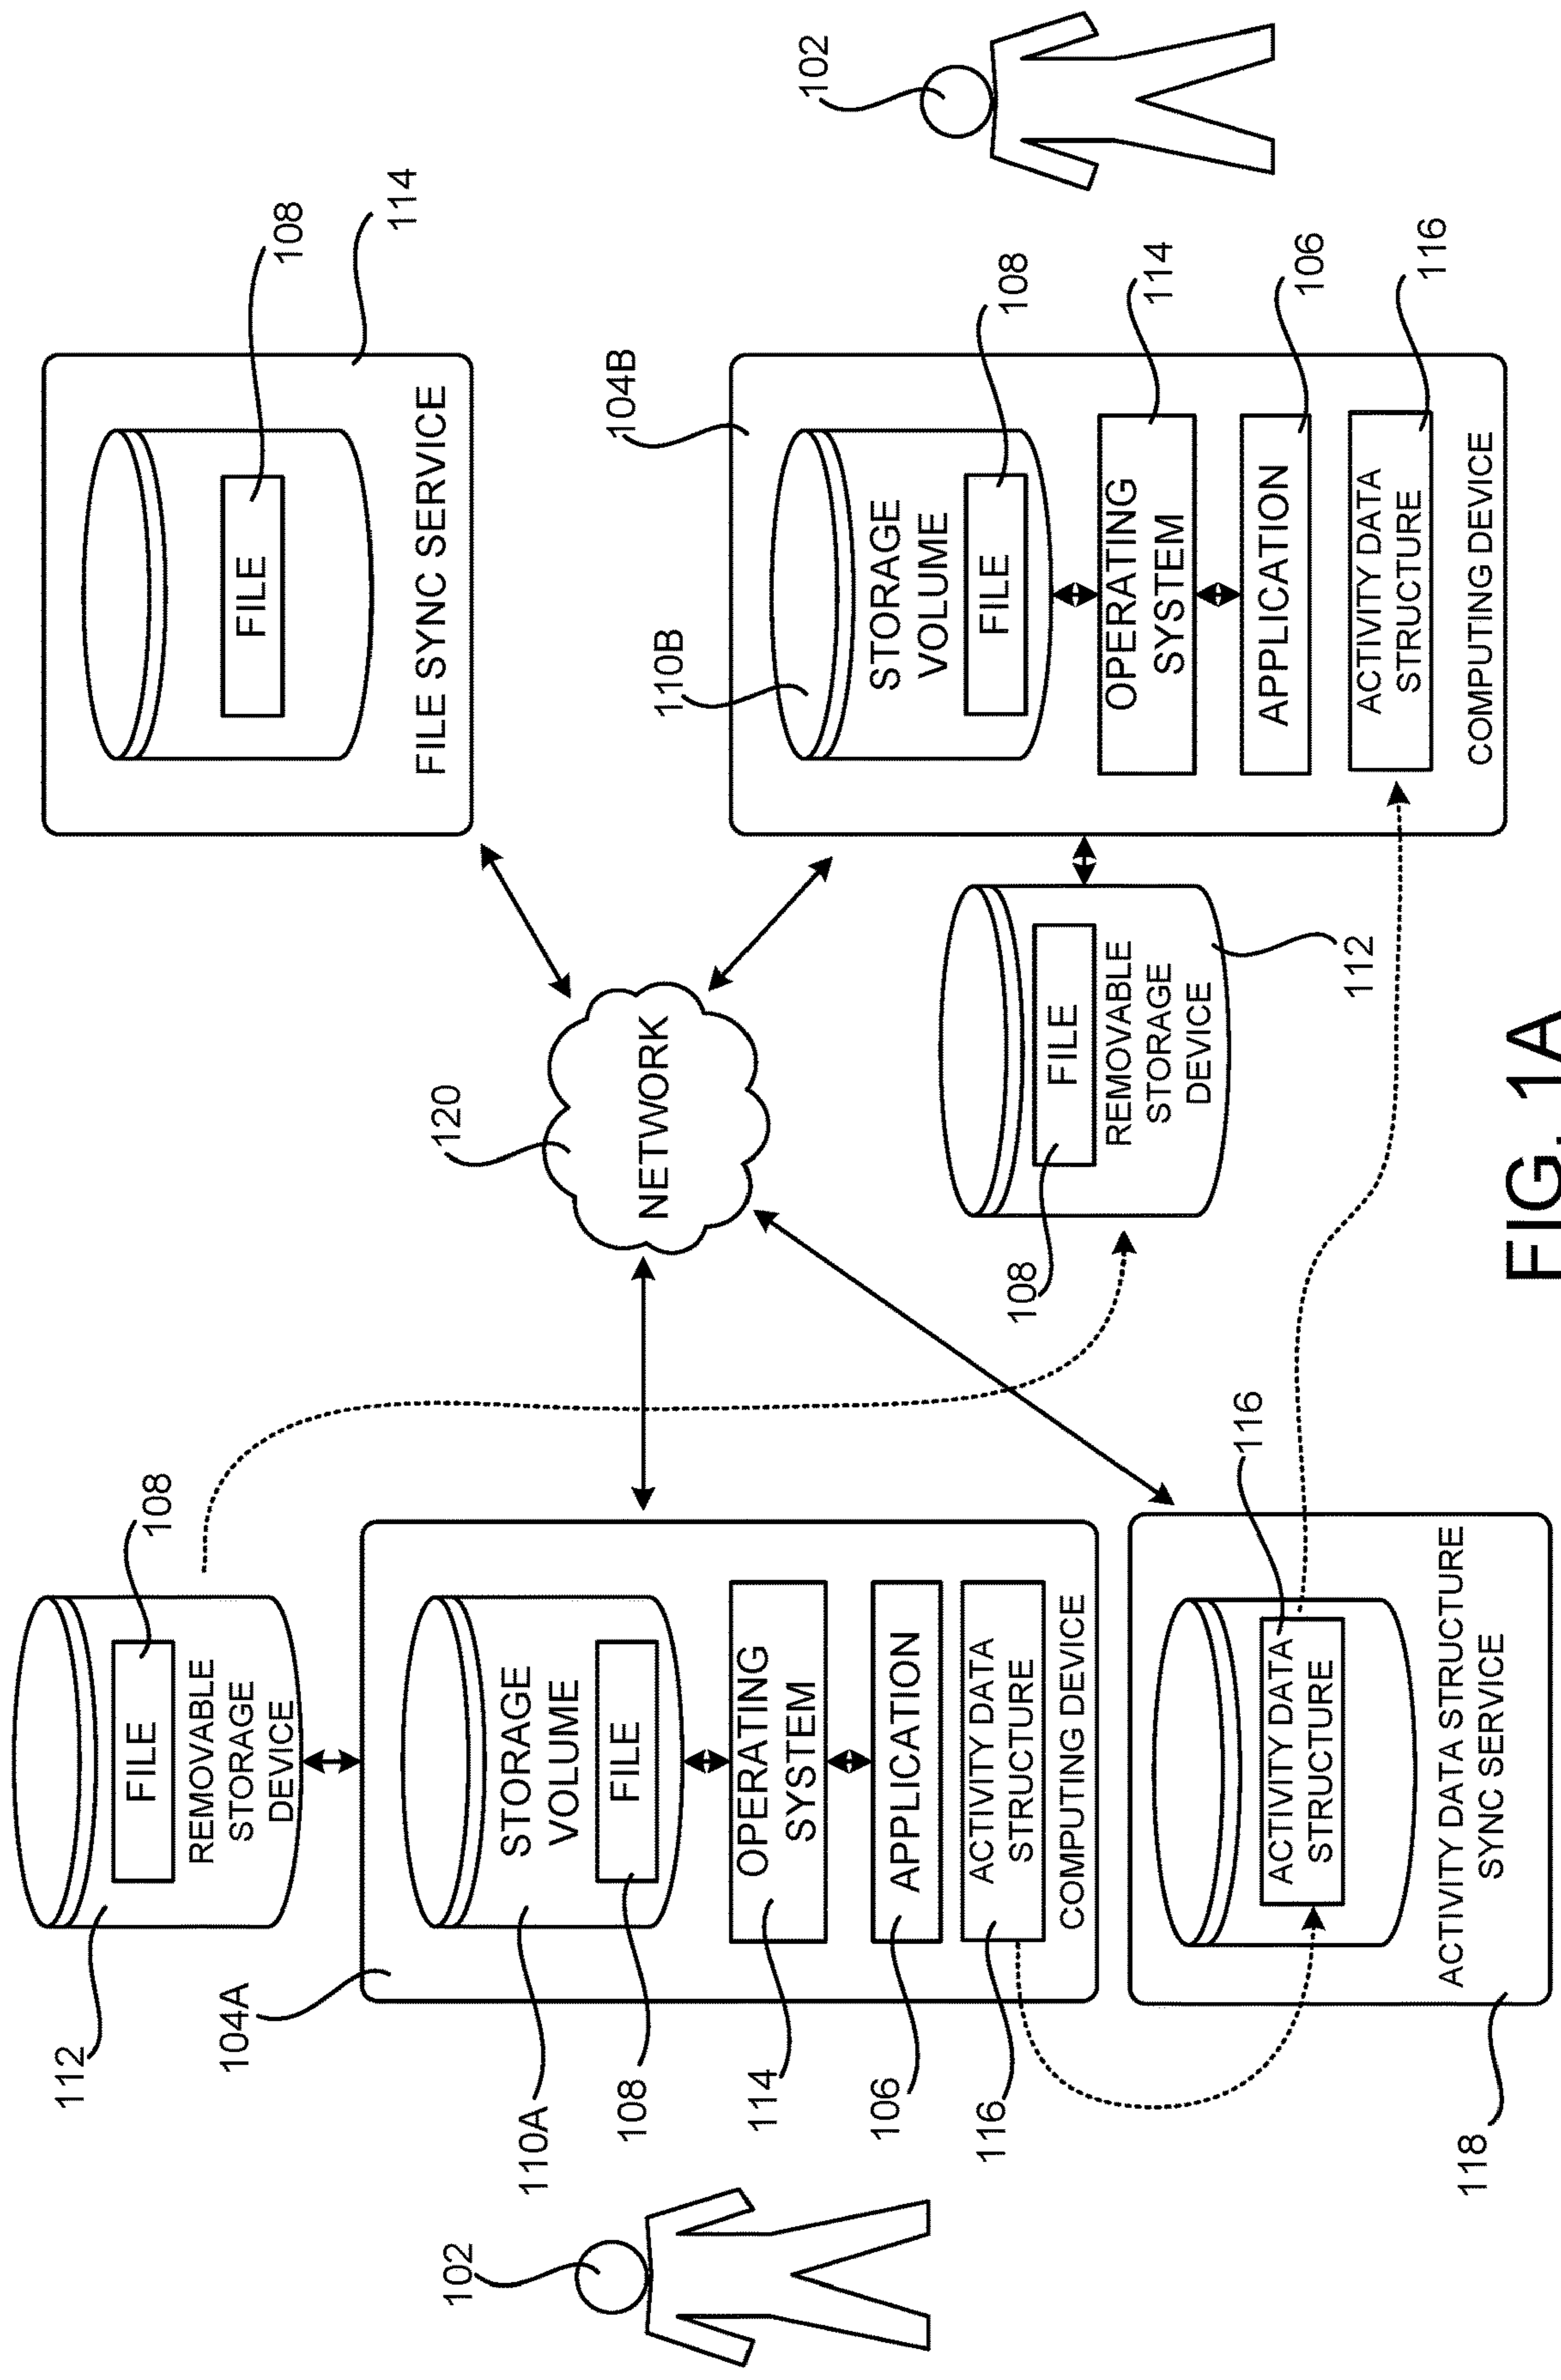 112
FILE
108
REMOVABLE
STORAGE
DEVICE
104A
110A
STORAGE
VOLUME
FILE
108
114
OPERATING
SYSTEM
106
APPLICATION
116
ACTIVITY DATA
STRUCTURE
COMPUTING DEVICE
102
118
ACTIVITY DATA
STRUCTURE
116
ACTIVITY DATA STRUCTURE
SYNC SERVICE
120
NETWORK
FILE
108
114
FILE SYNC SERVICE
104B
110B
STORAGE
VOLUME
FILE
108
OPERATING
SYSTEM
114
APPLICATION
106
ACTIVITY DATA
STRUCTURE
116
COMPUTING DEVICE
102
FILE
108
REMOVABLE
STORAGE
DEVICE
112
FIG. 1A